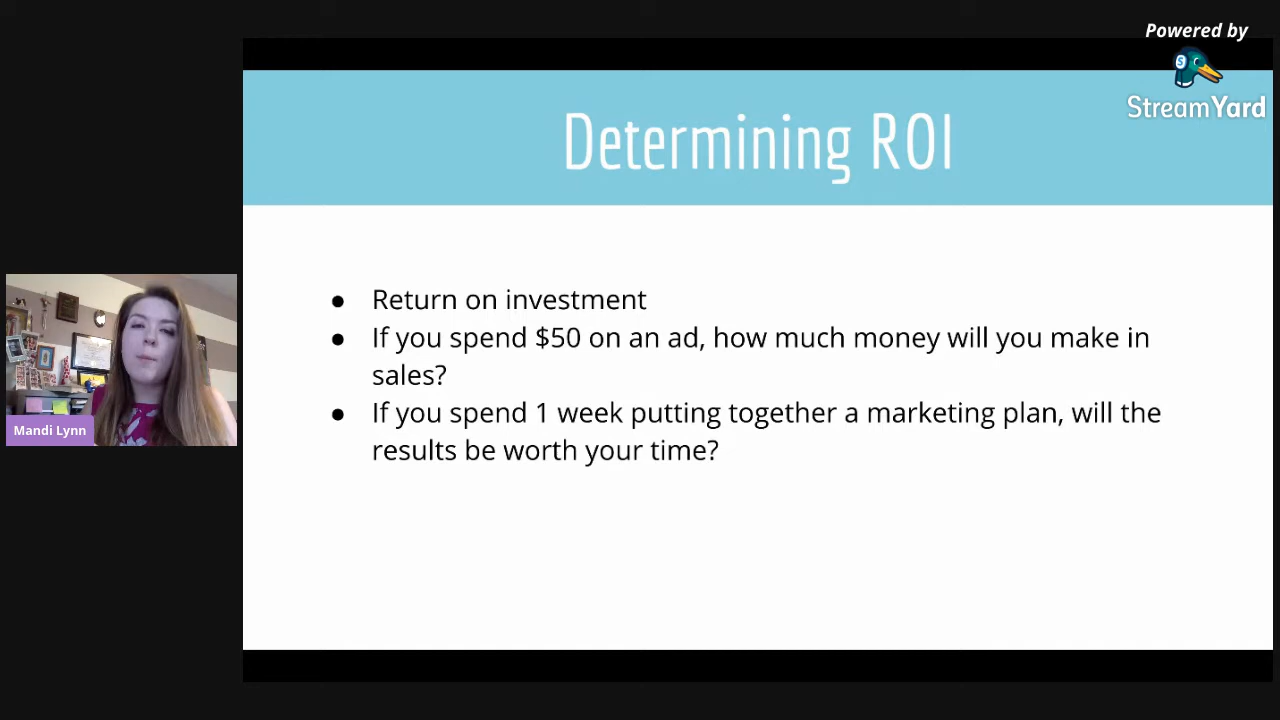 Powered by
StreamYard
Determining ROI
● Return on investment
● If you spend $50 on an ad, how much money will you make in
sales?
● If you spend 1 week putting together a marketing plan, will the
results be worth your time?
Mandi Lynn